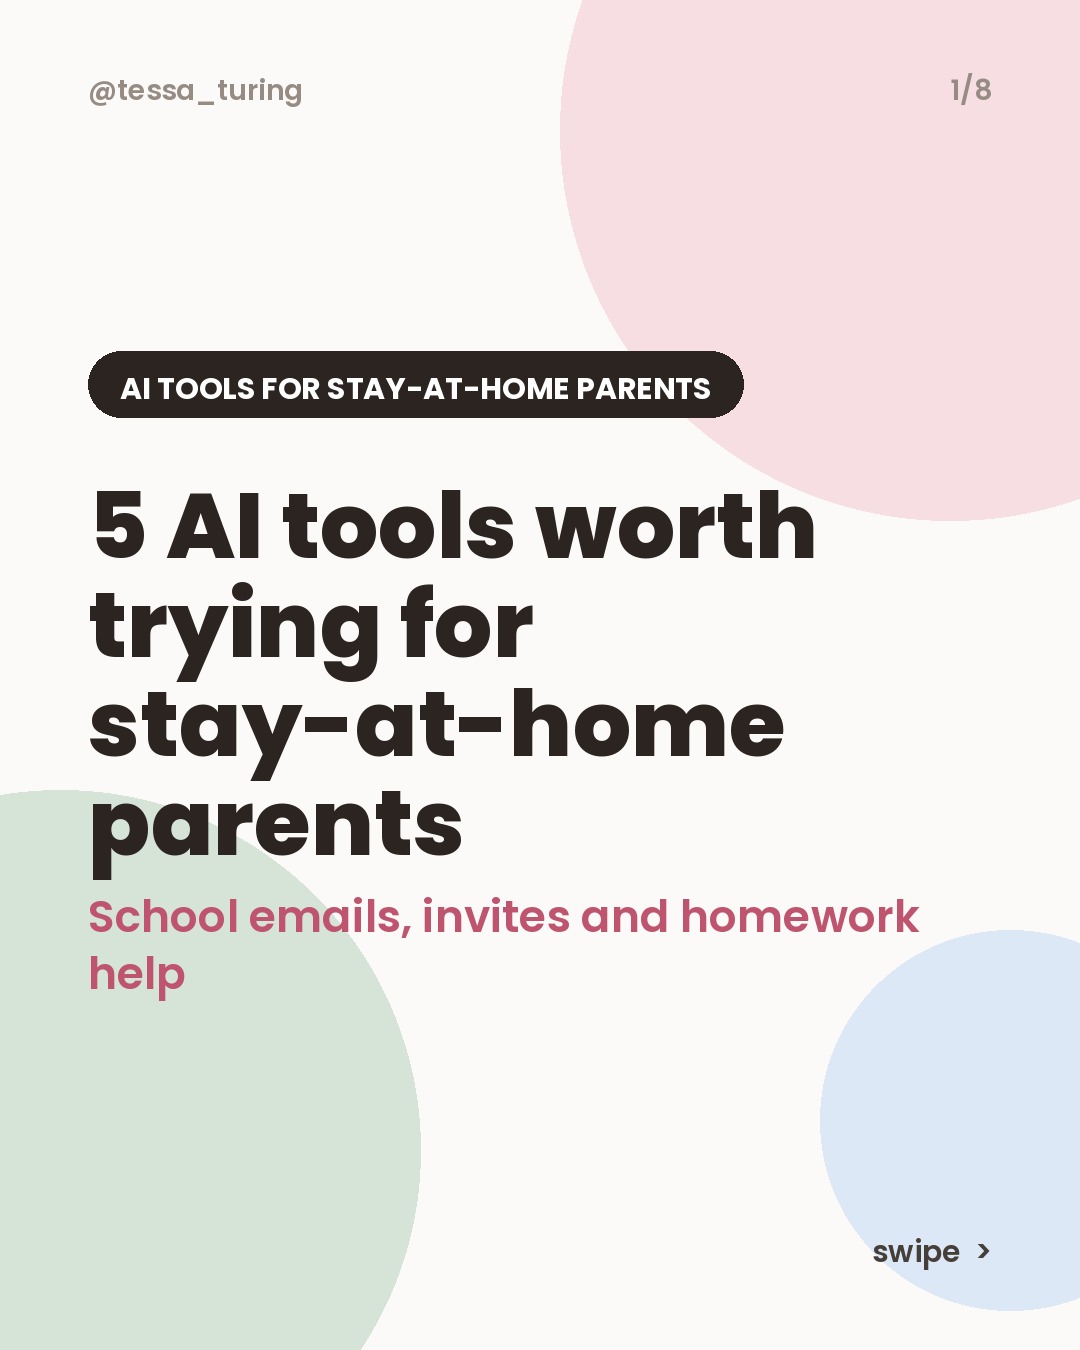 @tessa_turing
1/8
AI TOOLS FOR STAY-AT-HOME PARENTS
5 AI tools worth
trying for
stay-at-home
parents
School emails, invites and homework
help
swipe >